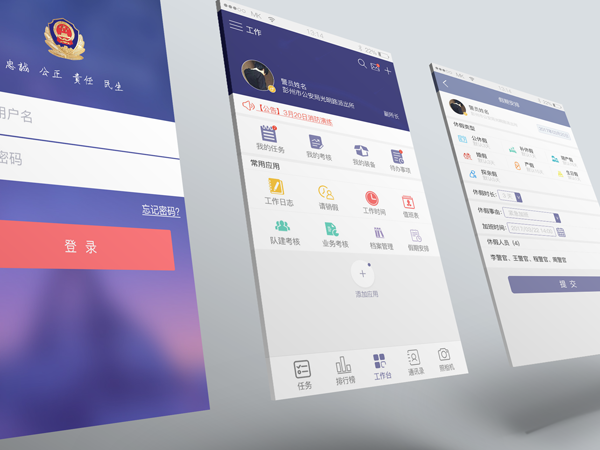 忠诚 公正 责任 民生
用户名
密码
忘记密码?
登 录
工作
警员姓名
彭州市公安局光明路派出所
副所长
【公告】3月20日消防演练
我的任务
我的考核
我的装备
待办事项
常用应用
工作日志
请销假
工作时间
值班表
队建考核
业务考核
档案管理
假期安排
添加应用
任务
排行榜
工作台
通讯录
照相机
警员姓名
休假类型
公休假
补休假
婚假
产假
探亲假
休假时长:
休假事由:
加班时间:
休假人员（4）
李警官，王警官，程警官，周警官
提 交